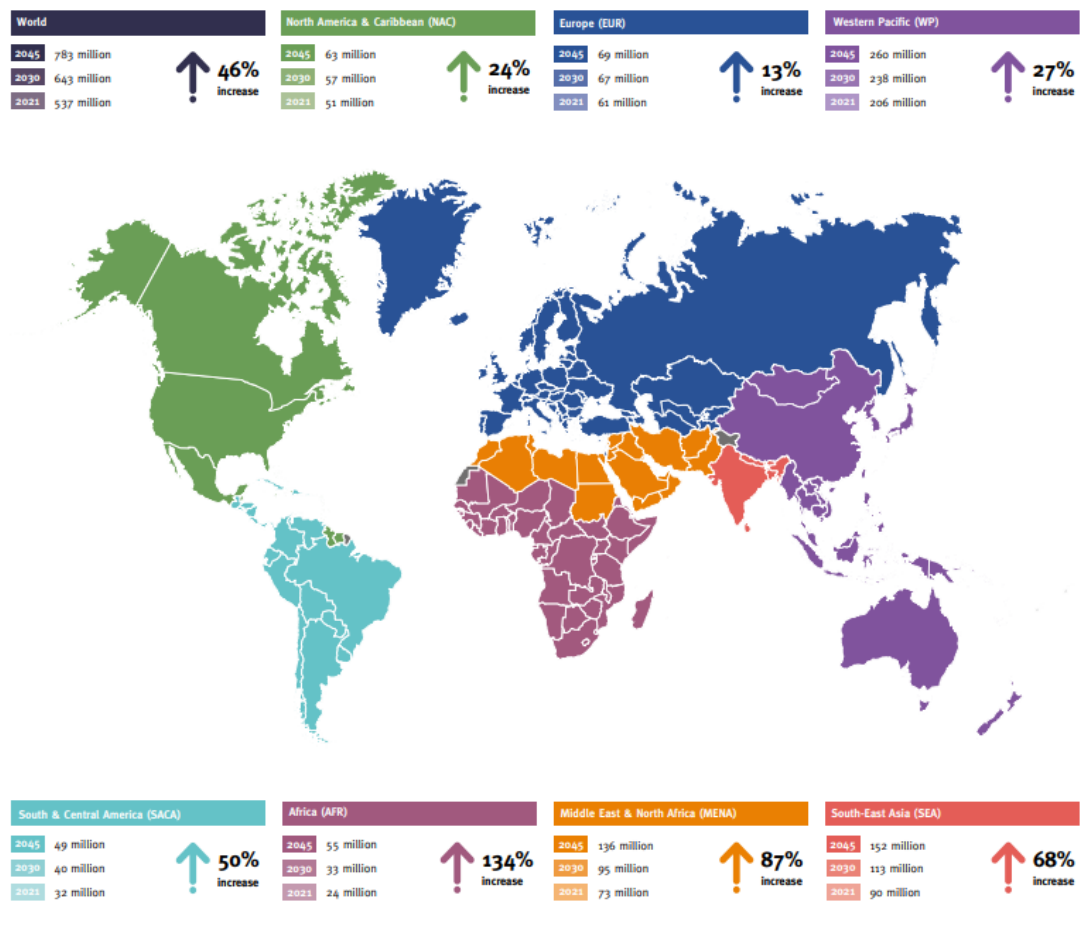 World
2045 783 million
2030 643 million
2021 537 million
46%
increase
North America & Caribbean (NAC)
2045 63 million
2030 57 million
2021 51 million
24%
increase
Europe (EUR)
2045 69 million
2030 67 million
2021 61 million
13%
increase
Western Pacific (WP)
2045 260 million
2030 238 million
2021 206 million
27%
increase
South & Central America (SACA)
2045 49 million
2030 40 million
2021 32 million
50%
increase
Africa (AFR)
2045 55 million
2030 33 million
2021 24 million
134%
increase
Middle East & North Africa (MENA)
2045 136 million
2030 95 million
2021 73 million
87%
increase
South-East Asia (SEA)
2045 152 million
2030 113 million
2021 90 million
68%
increase